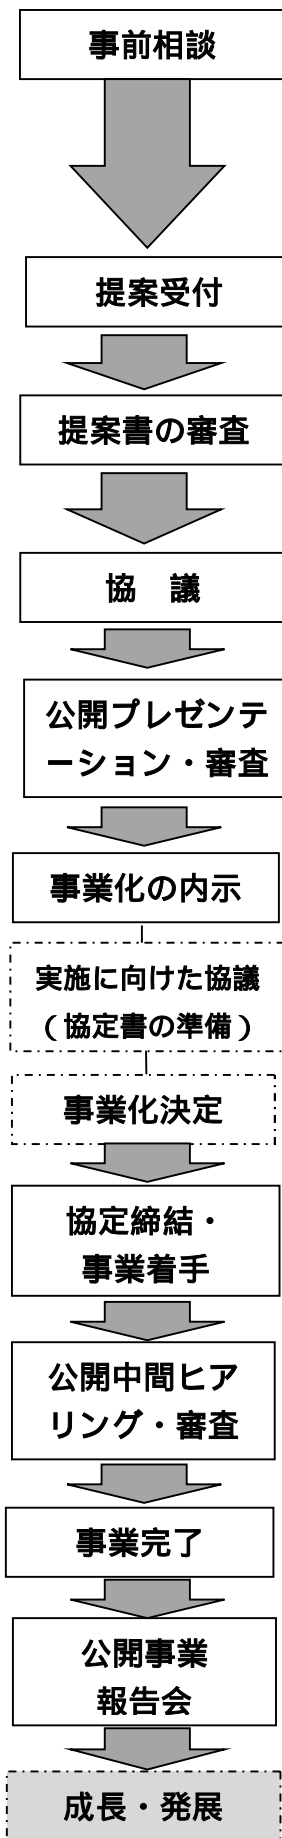 事前相談
提案受付
提案書の審査
協　議
公開プレゼンテ
ーション・審査
事業化の内示
実施に向けた協議
（協定書の準備）
事業化決定
協定締結・
事業着手
公開中間ヒア
リング・審査
事業完了
公開事業
報告会
成長・発展